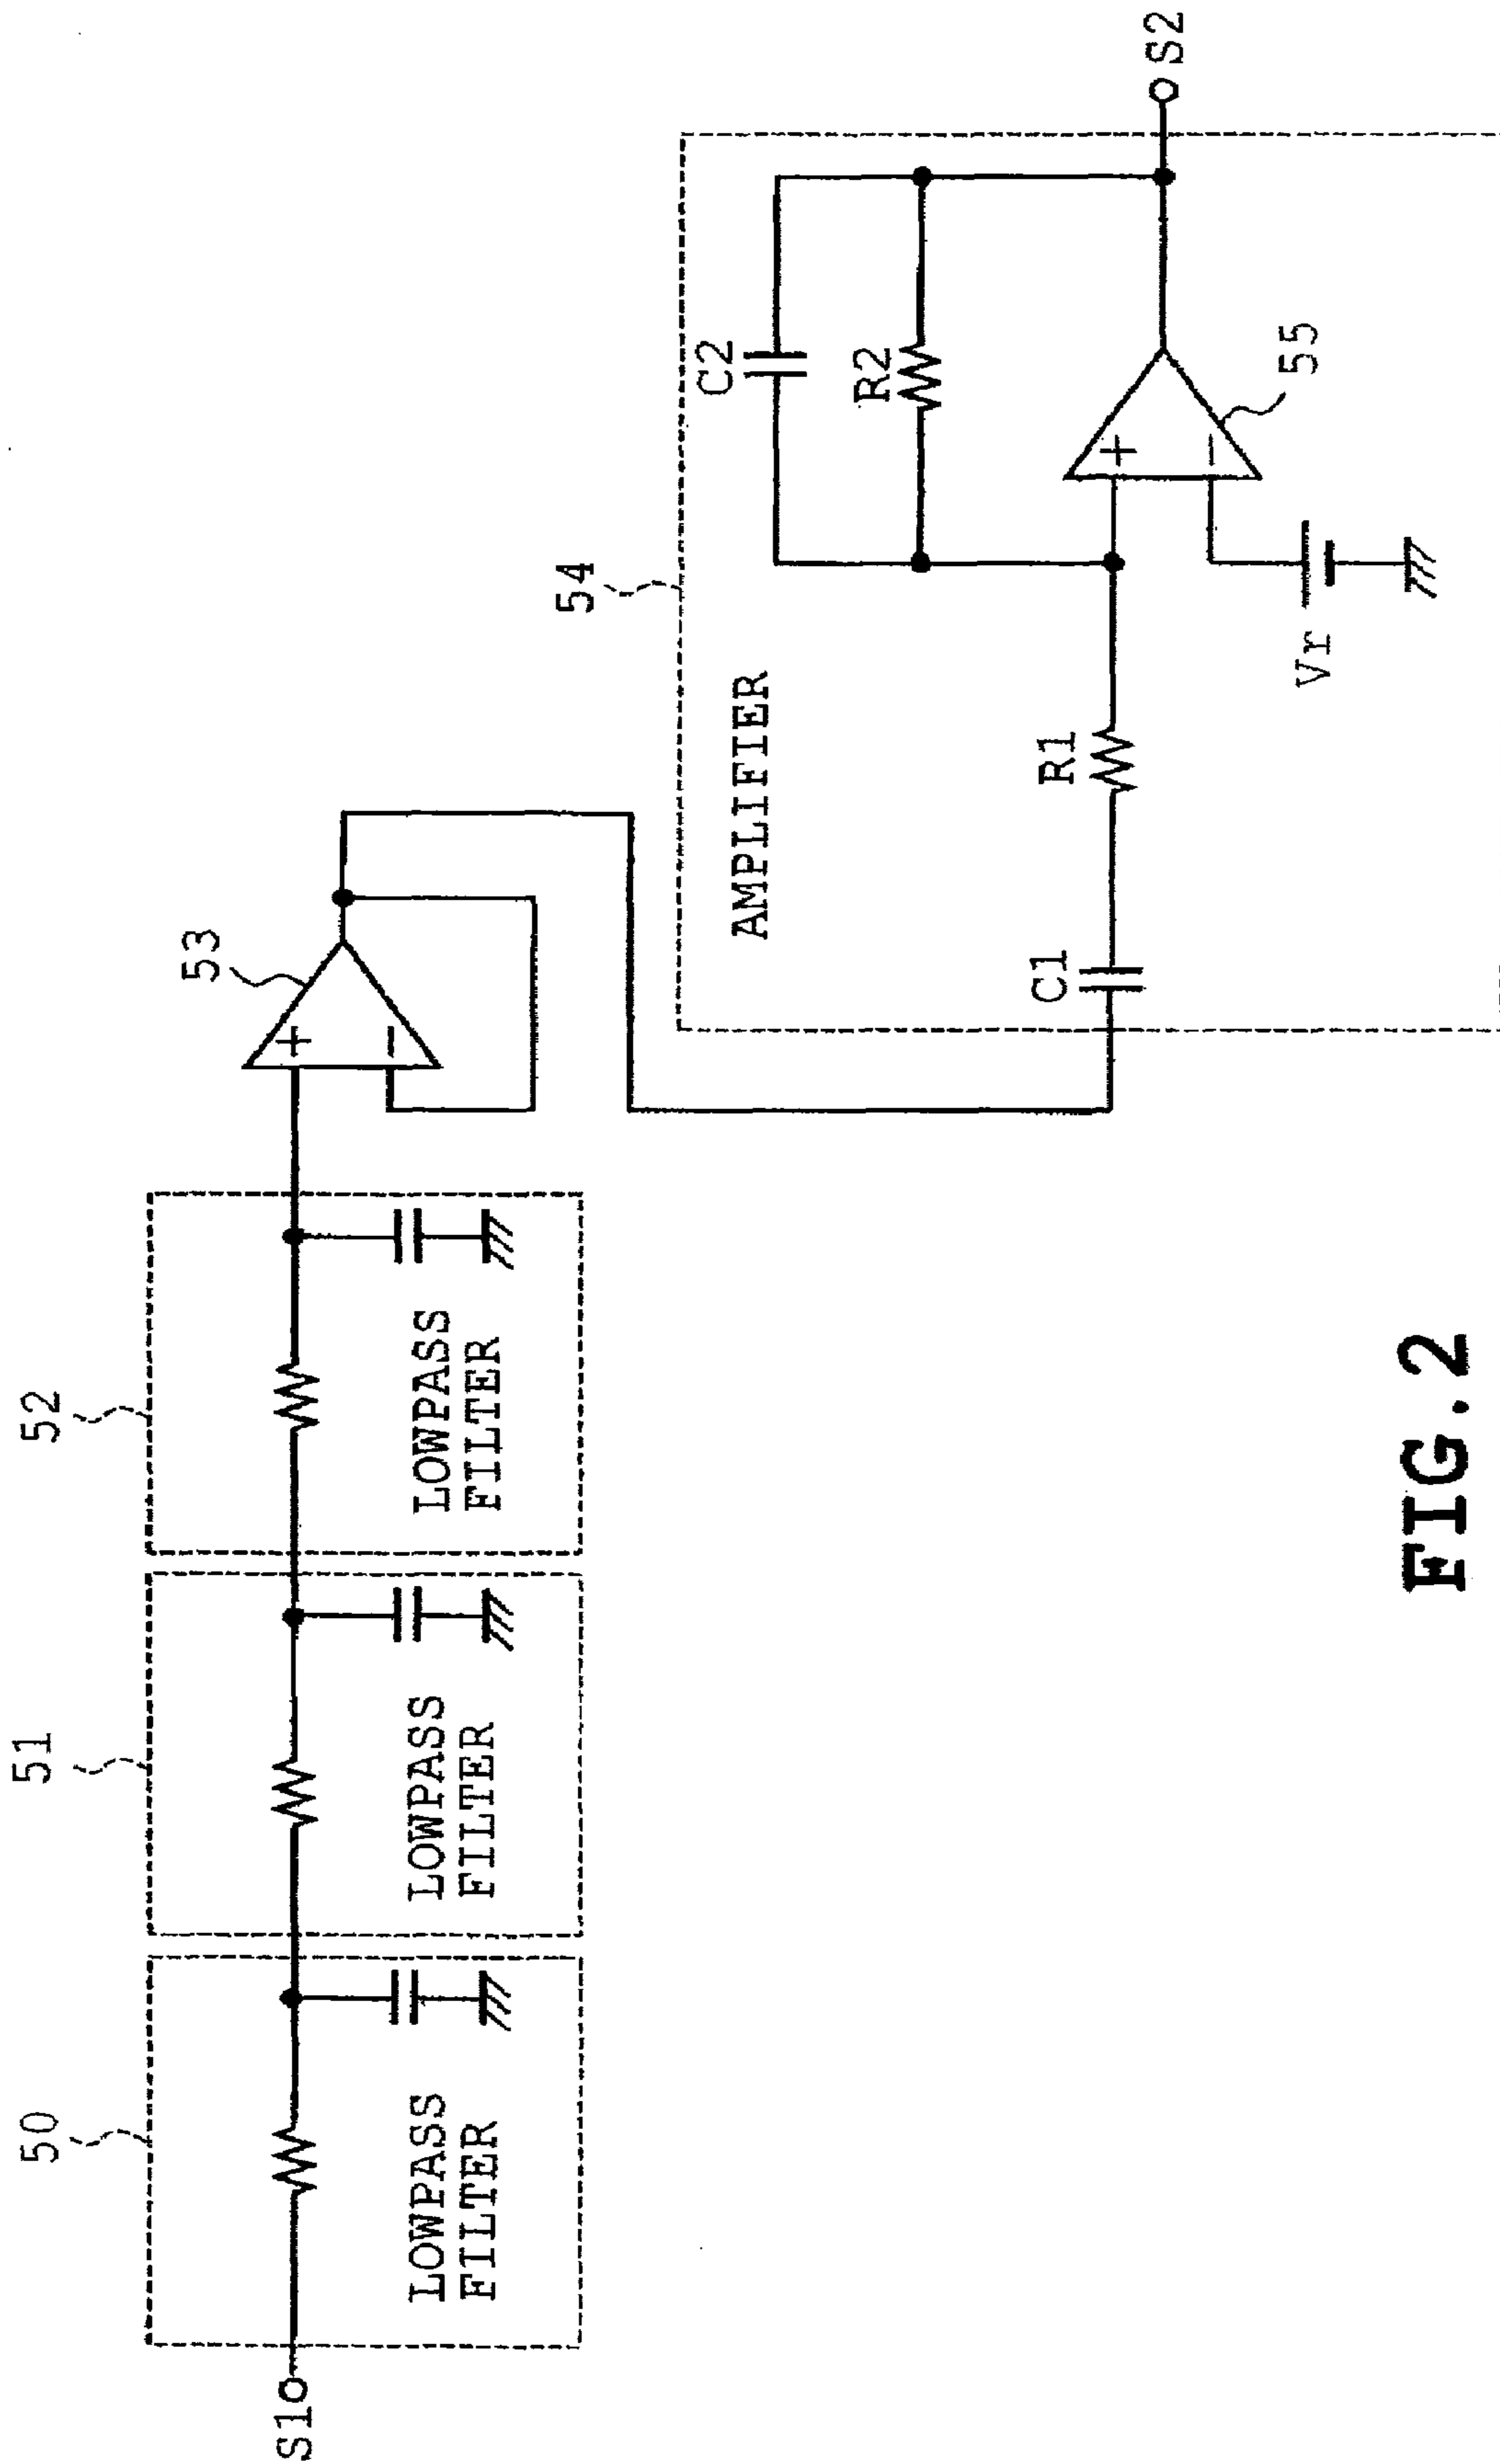 S1
50
LOWPASS
FILTER
51
LOWPASS
FILTER
52
LOWPASS
FILTER
53
+
−
54
AMPLIFIER
C1
R1
C2
R2
+
−
55
Vr
S2
FIG.2